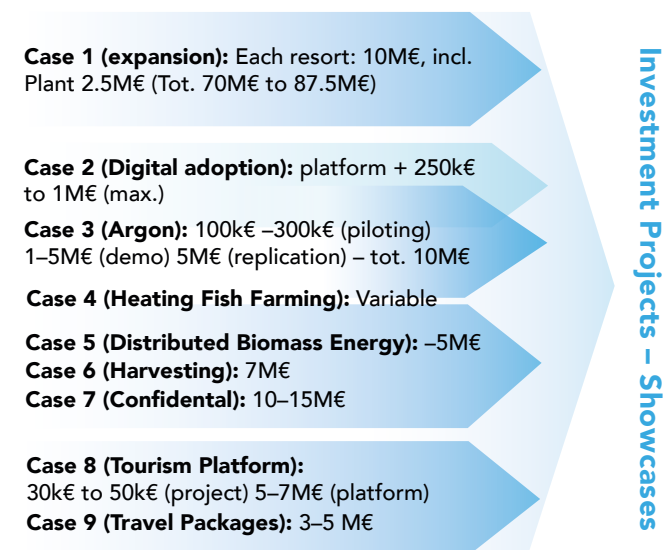 Case 1 (expansion): Each resort: 10M€, incl.
Plant 2.5M€ (Tot. 70M€ to 87.5M€)
Case 2 (Digital adoption): platform + 250k€
to 1M€ (max.)
Case 3 (Argon): 100k€ –300k€ (piloting)
1–5M€ (demo) 5M€ (replication) – tot. 10M€
Case 4 (Heating Fish Farming): Variable
Case 5 (Distributed Biomass Energy): –5M€
Case 6 (Harvesting): 7M€
Case 7 (Confidental): 10–15M€
Case 8 (Tourism Platform):
30k€ to 50k€ (project) 5–7M€ (platform)
Case 9 (Travel Packages): 3–5 M€
Investment Projects – Showcases